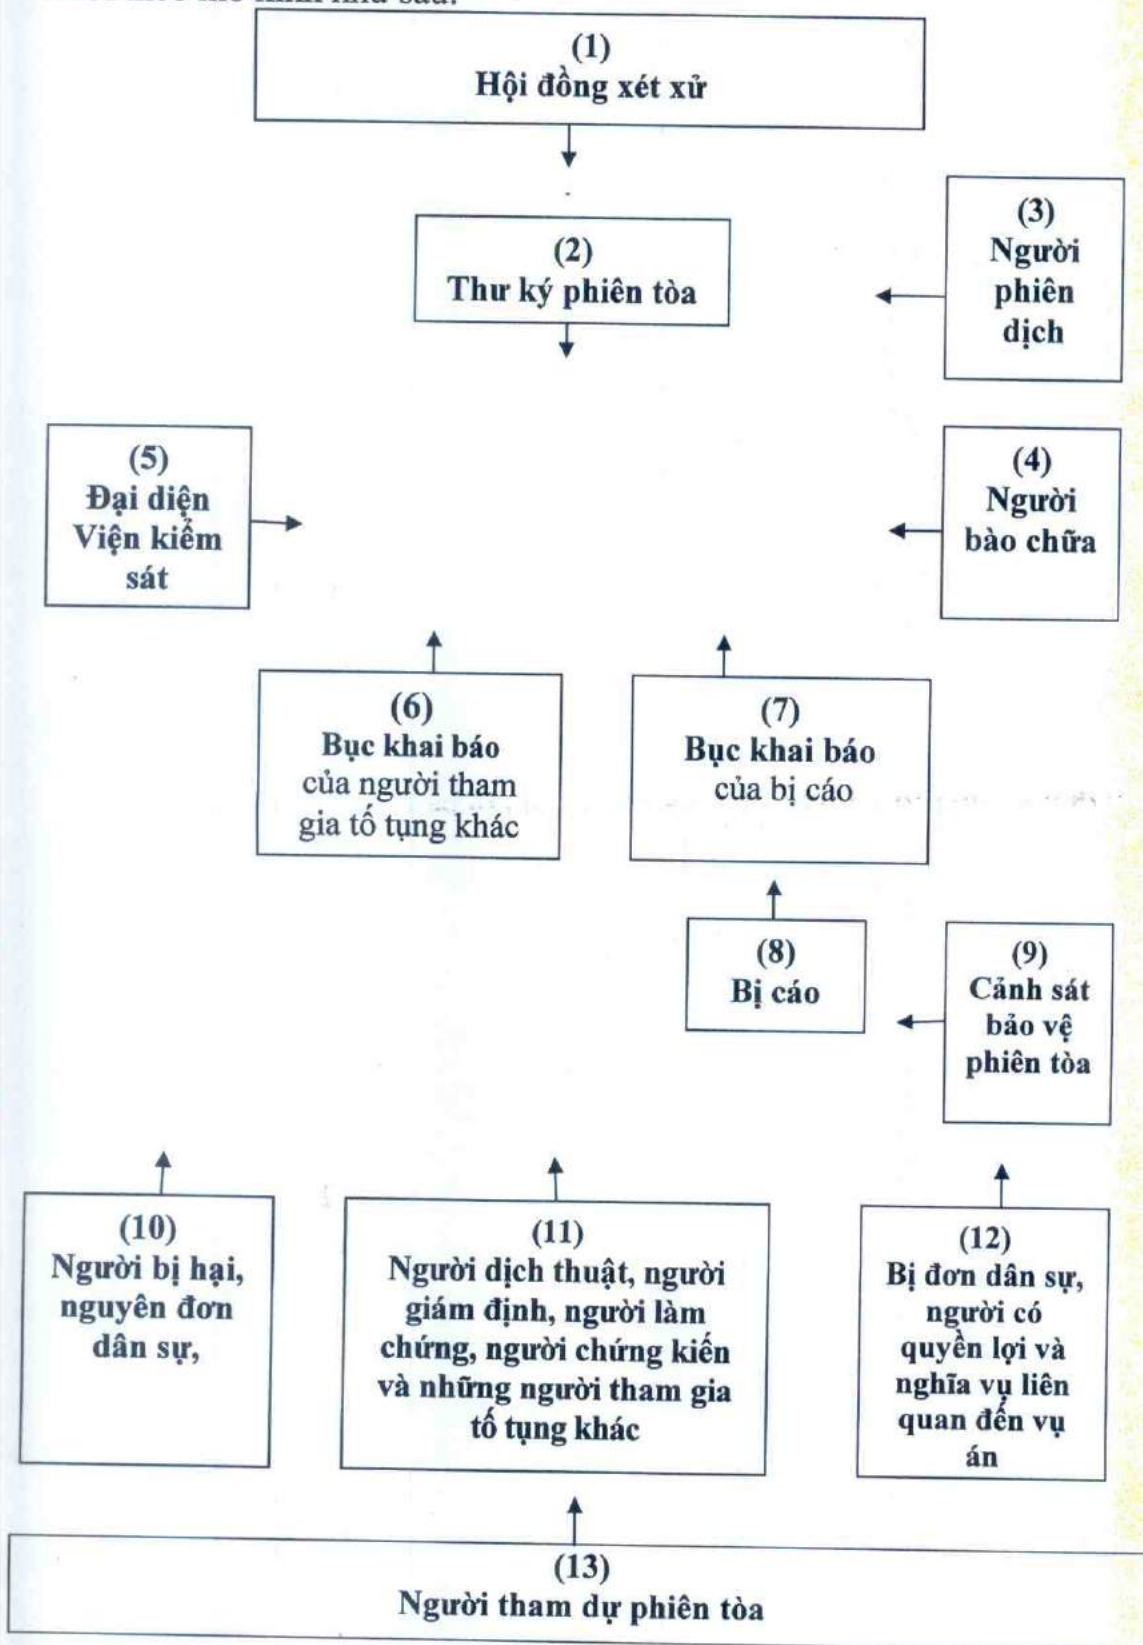 (1)
Hội đồng xét xử
(2)
Thư ký phiên tòa
(3)
Người
phiên
dịch
(5)
Đại diện
Viện kiểm
sát
(4)
Người
bào chữa
(6)
Bục khai báo
của người tham
gia tố tụng khác
(7)
Bục khai báo
của bị cáo
(8)
Bị cáo
(9)
Cảnh sát
bảo vệ
phiên tòa
(10)
Người bị hại,
nguyên đơn
dân sự,
(11)
Người dịch thuật, người
giám định, người làm
chứng, người chứng kiến
và những người tham gia
tố tụng khác
(12)
Bị đơn dân sự,
người có
quyền lợi và
nghĩa vụ liên
quan đến vụ
án
(13)
Người tham dự phiên tòa